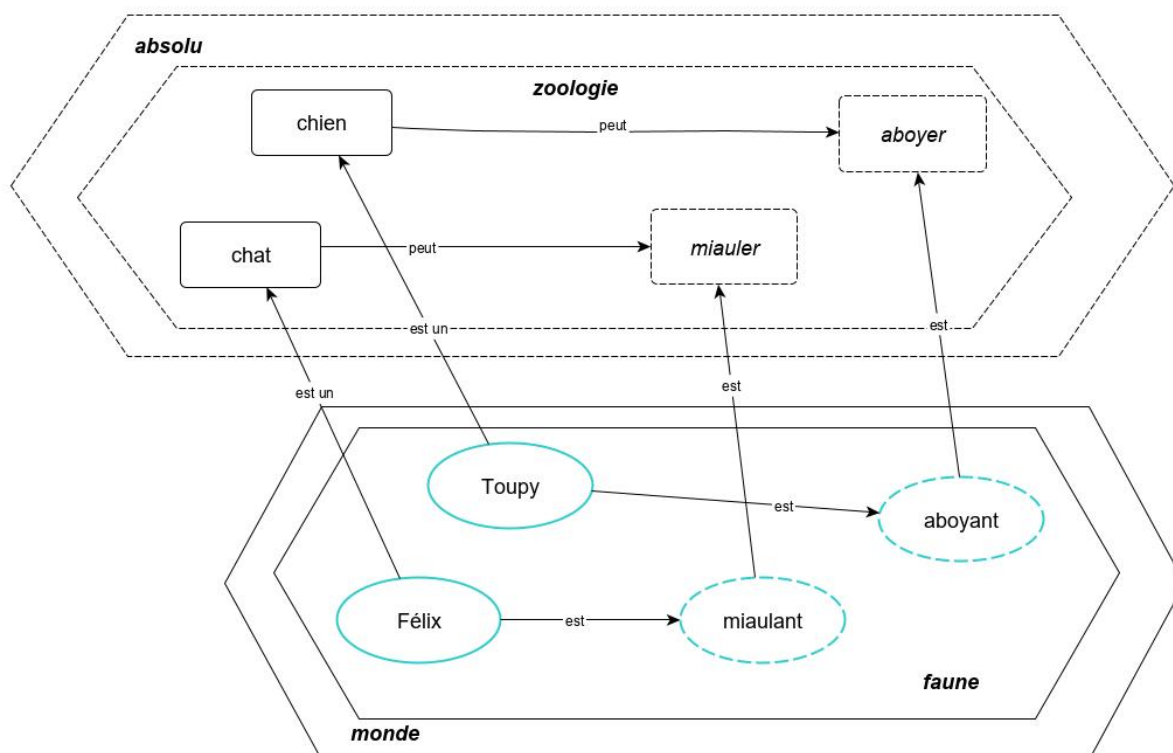 absolu
zoologie
chien
peut
aboyer
chat
peut
miauler
est un
est
est
est un
Toupy
est
aboyant
Félix
est
miaulant
faune
monde